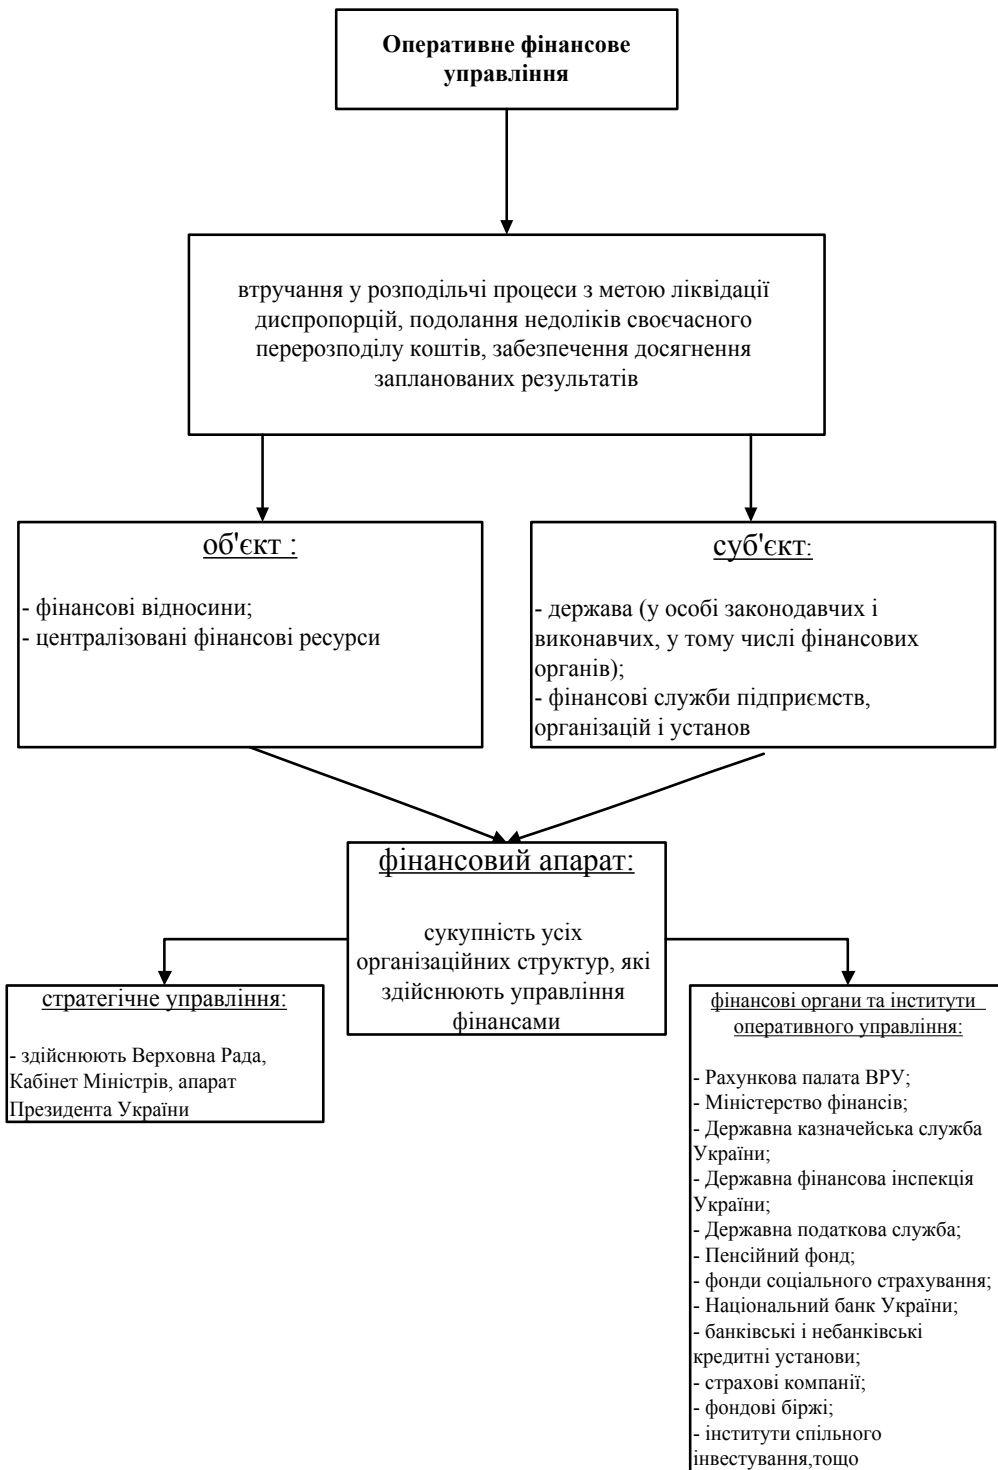 Оперативне фінансове
управління
втручання у розподільчі процеси з метою ліквідації
диспропорцій, подолання недоліків своєчасного
перерозподілу коштів, забезпечення досягнення
запланованих результатів
об'єкт :
- фінансові відносини;
- централізовані фінансові ресурси
суб'єкт:
- держава (у особі законодавчих і
виконавчих, у тому числі фінансових
органів);
- фінансові служби підприємств,
організацій і установ
фінансовий апарат:
сукупність усіх
організаційних структур, які
здійснюють управління
фінансами
стратегічне управління:
- здійснюють Верховна Рада,
Кабінет Міністрів, апарат
Президента України
фінансові органи та інститути
оперативного управління:
- Рахункова палата ВРУ;
- Міністерство фінансів;
- Державна казначейська служба
України;
- Державна фінансова інспекція
України;
- Державна податкова служба;
- Пенсійний фонд;
- фонди соціального страхування;
- Національний банк України;
- банківські і небанківські
кредитні установи;
- страхові компанії;
- фондові біржі;
- інститути спільного
інвестування,тощо